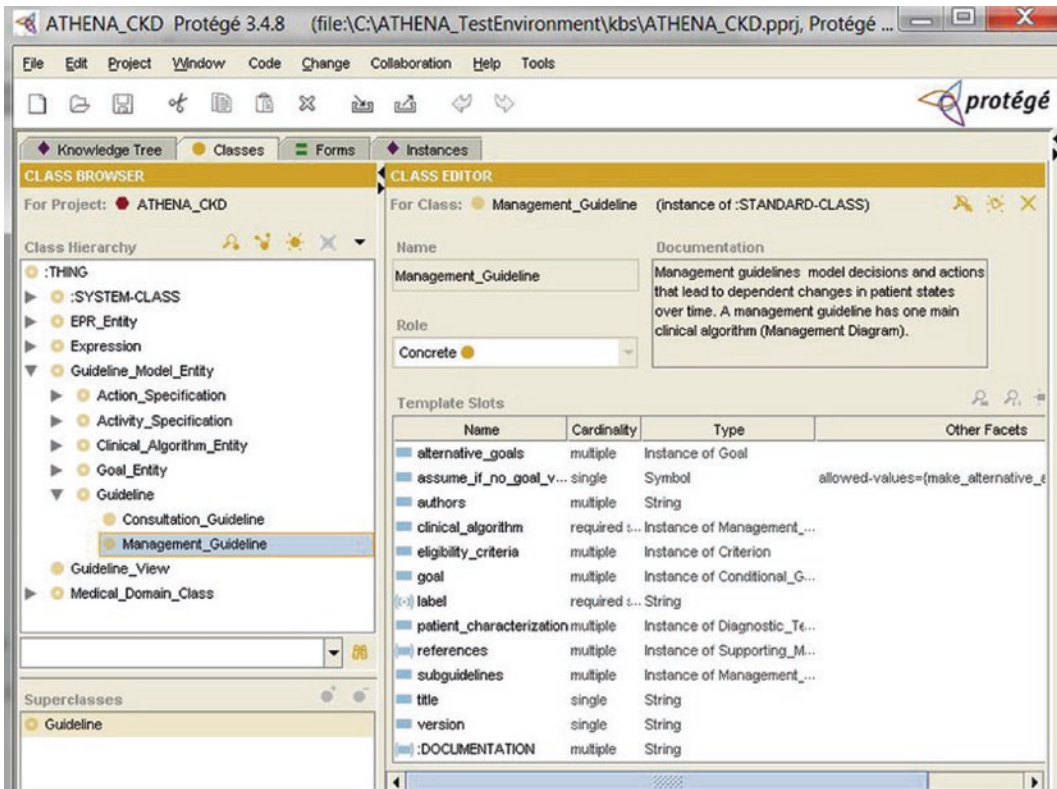 ATHENA_CKD Protégé 3.4.8 (file:\C:\ATHENA_TestEnvironment\kbs\ATHENA_CKD.pprj, Protégé ...
File Edit Project Window Code Change Collaboration Help Tools
protégé
Knowledge Tree Classes Forms Instances
CLASS BROWSER
For Project: ATHENA_CKD
Class Hierarchy
:THING
:SYSTEM-CLASS
EPR_Entity
Expression
Guideline_Model_Entity
Action_Specification
Activity_Specification
Clinical_Algorithm_Entity
Goal_Entity
Guideline
Consultation_Guideline
Management_Guideline
Guideline_View
Medical_Domain_Class
Superclasses
Guideline
CLASS EDITOR
For Class: Management_Guideline (instance of :STANDARD-CLASS)
Name
Management_Guideline
Role
Concrete
Documentation
Management guidelines model decisions and actions
that lead to dependent changes in patient states
over time. A management guideline has one main
clinical algorithm (Management Diagram).
Template Slots
Name Cardinality Type Other Facets
alternative_goals multiple Instance of Goal
assume_if_no_goal_v... single Symbol allowed-values={make_alternative_a
authors multiple String
clinical_algorithm required s... Instance of Management_...
eligibility_criteria multiple Instance of Criterion
goal multiple Instance of Conditional_G...
label required s... String
patient_characterization multiple Instance of Diagnostic_Te...
references multiple Instance of Supporting_M...
subguidelines multiple Instance of Management_...
title single String
version single String
:DOCUMENTATION multiple String